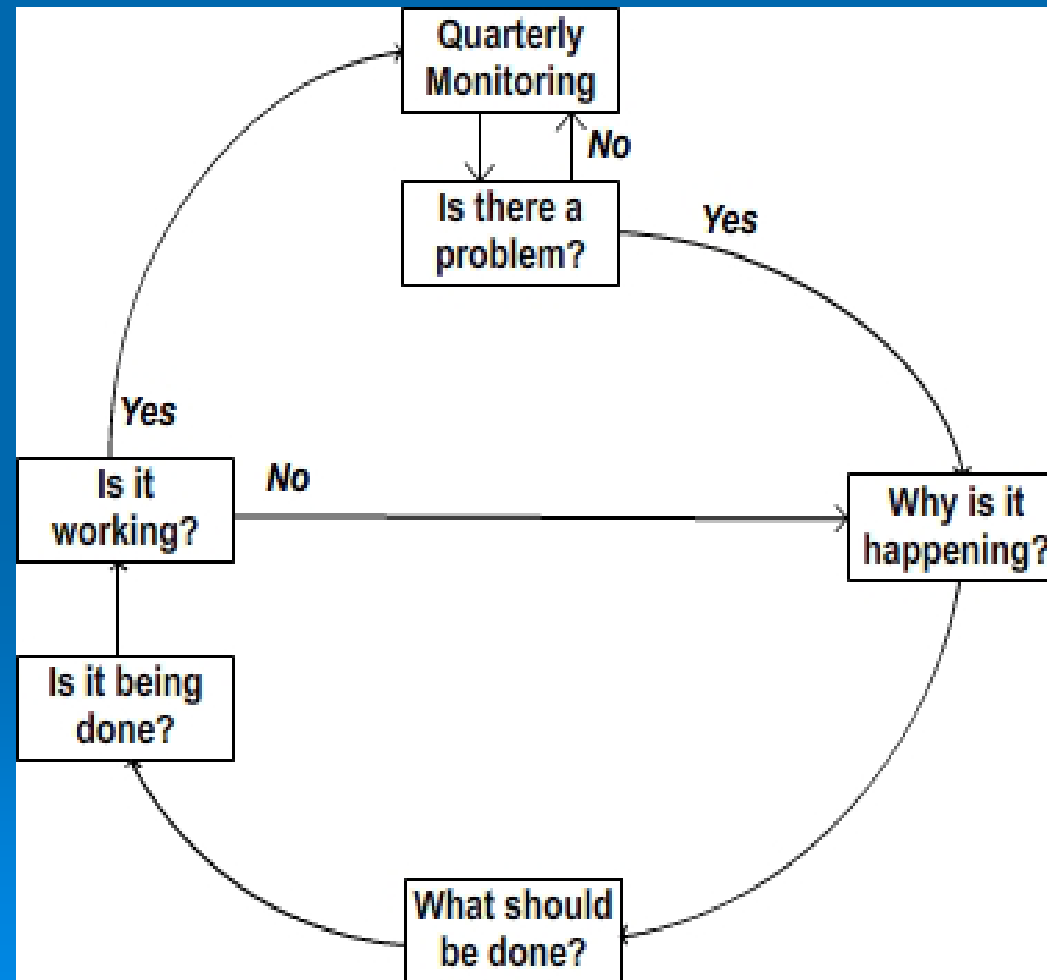 Quarterly
Monitoring
No
Is there a
problem?
Yes
Yes
Is it
working?
No
Why is it
happening?
Is it being
done?
What should
be done?